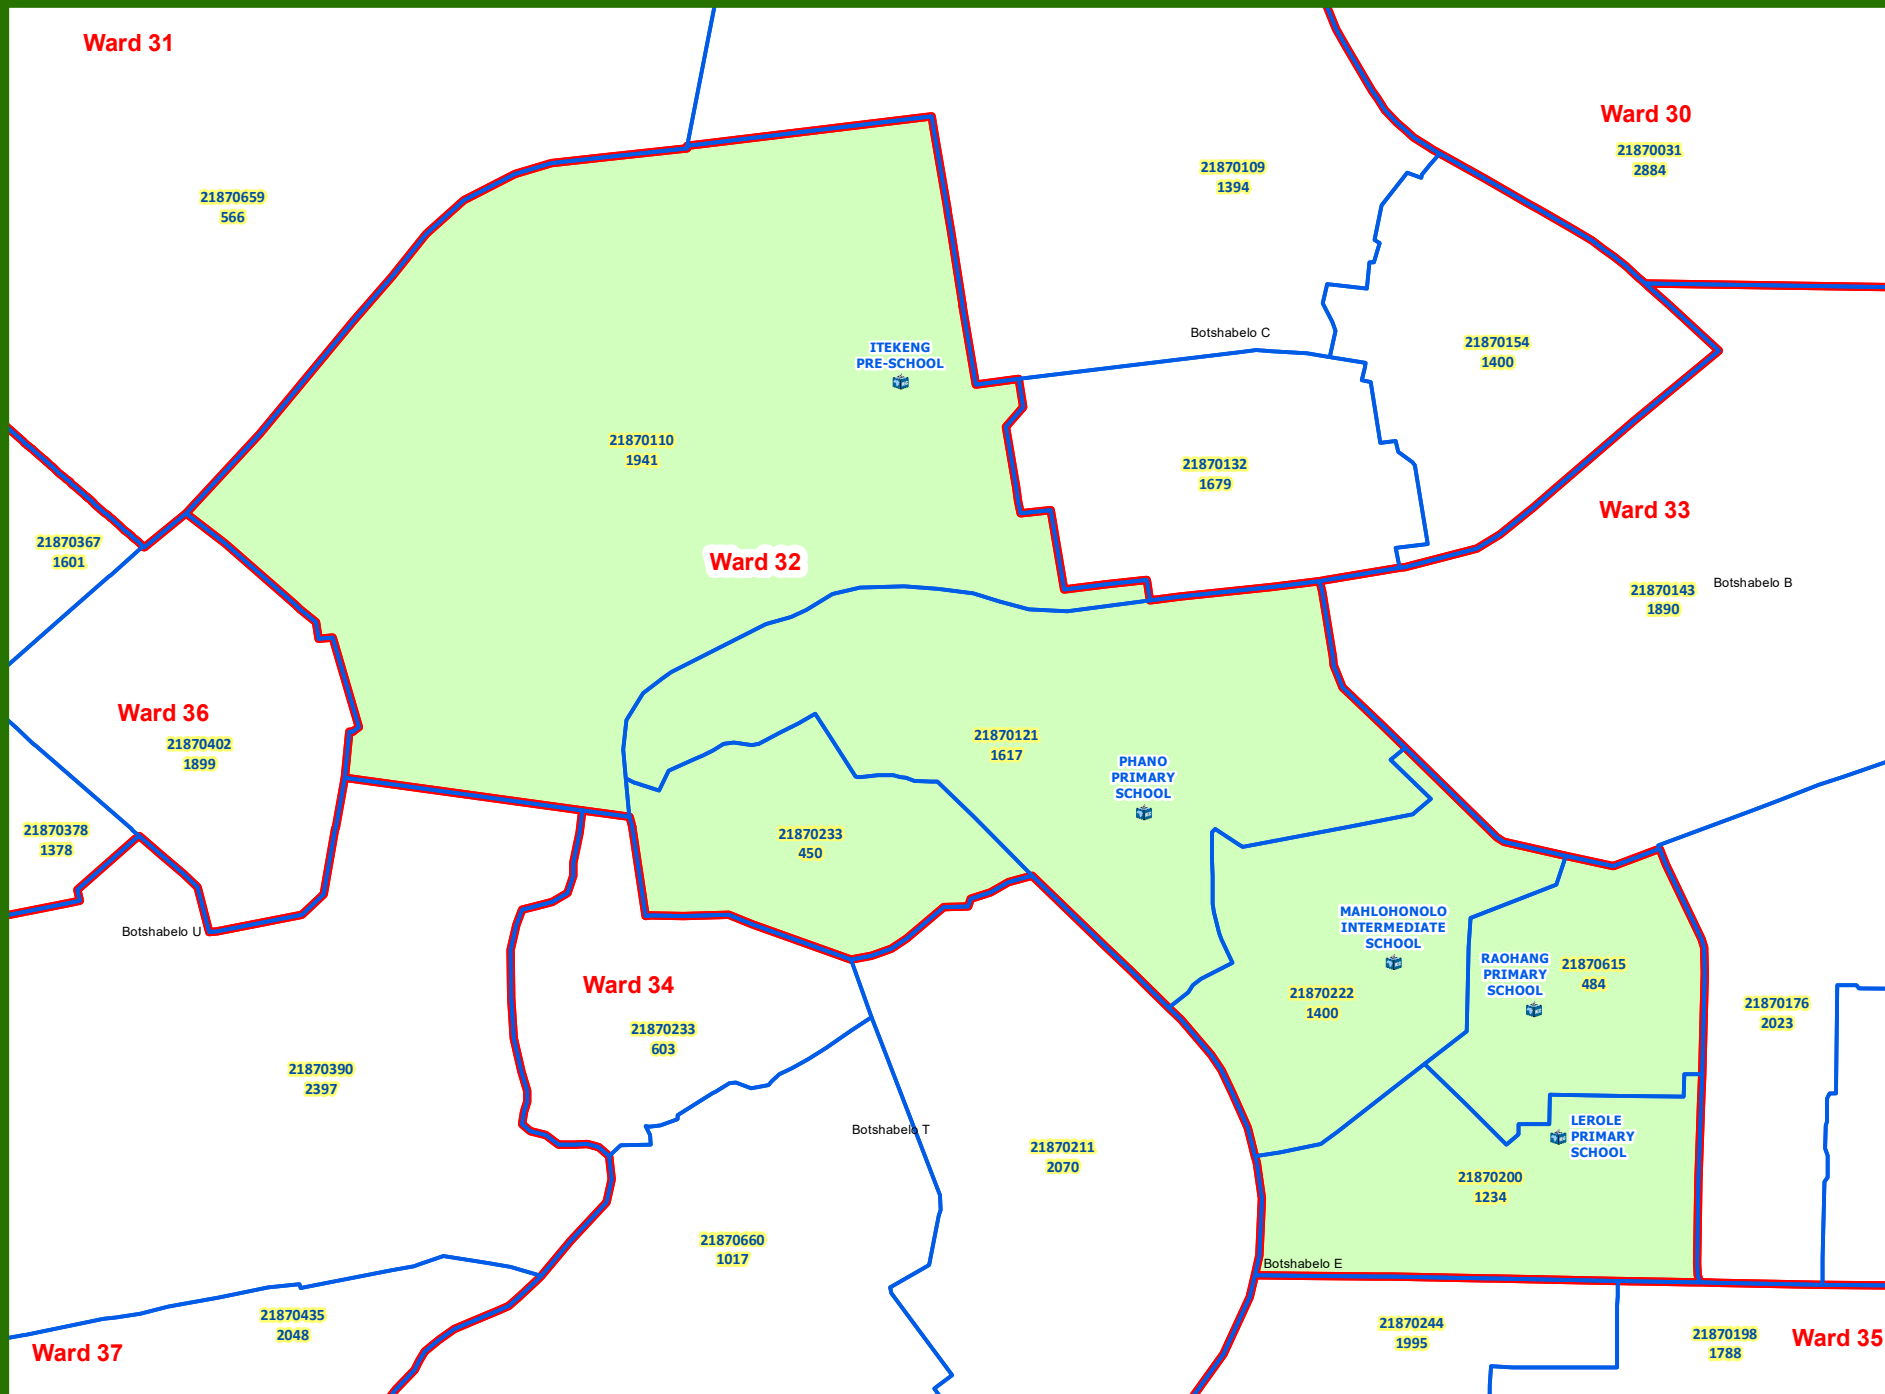 Ward 31
Ward 30
21870031
2884
21870109
1394
21870659
566
Botshabelo C
ITEKENG
PRE-SCHOOL
21870154
1400
21870110
1941
21870132
1679
Ward 33
21870367
1601
Ward 32
21870143
1890
Botshabelo B
Ward 36
21870402
1899
21870121
1617
PHANO
PRIMARY
SCHOOL
21870378
1378
21870233
450
Botshabelo U
MAHLOHONOLO
INTERMEDIATE
SCHOOL
RAOHANG
PRIMARY
SCHOOL
21870615
484
Ward 34
21870222
1400
21870176
2023
21870233
603
21870390
2397
Botshabelo T
21870211
2070
LEROLE
PRIMARY
SCHOOL
21870200
1234
21870660
1017
Botshabelo E
21870435
2048
21870244
1995
21870198
1788
Ward 35
Ward 37